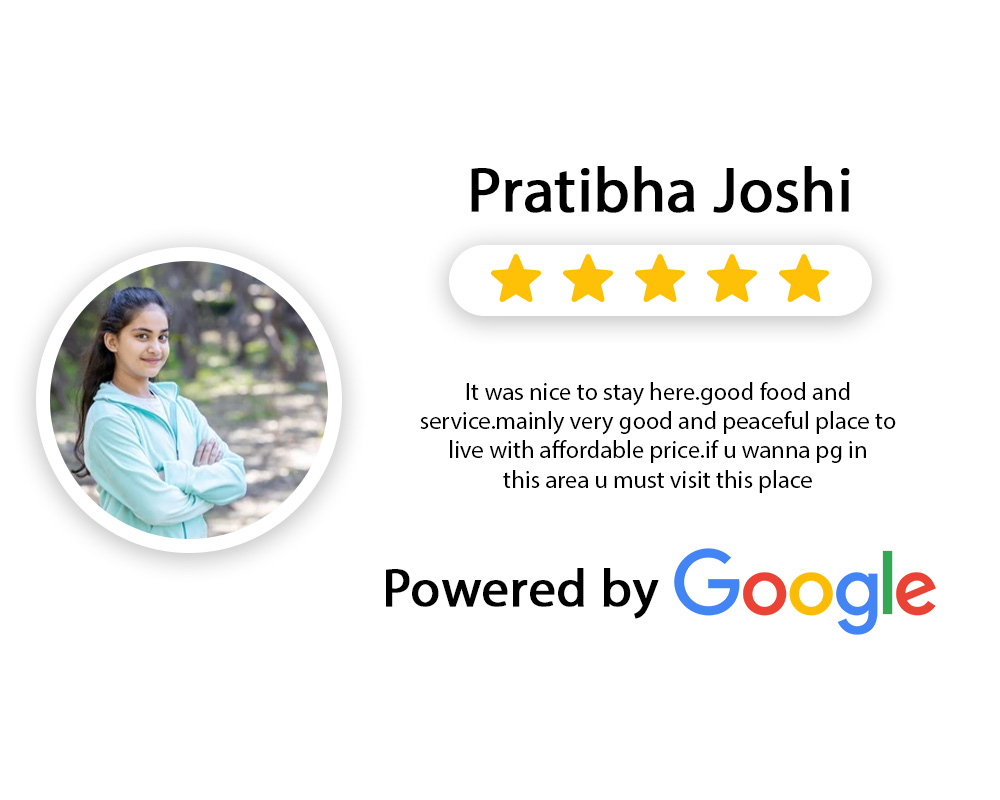 Pratibha Joshi
It was nice to stay here.good food and
service.mainly very good and peaceful place to
live with affordable price.if u wanna pg in
this area u must visit this place
Powered by Google